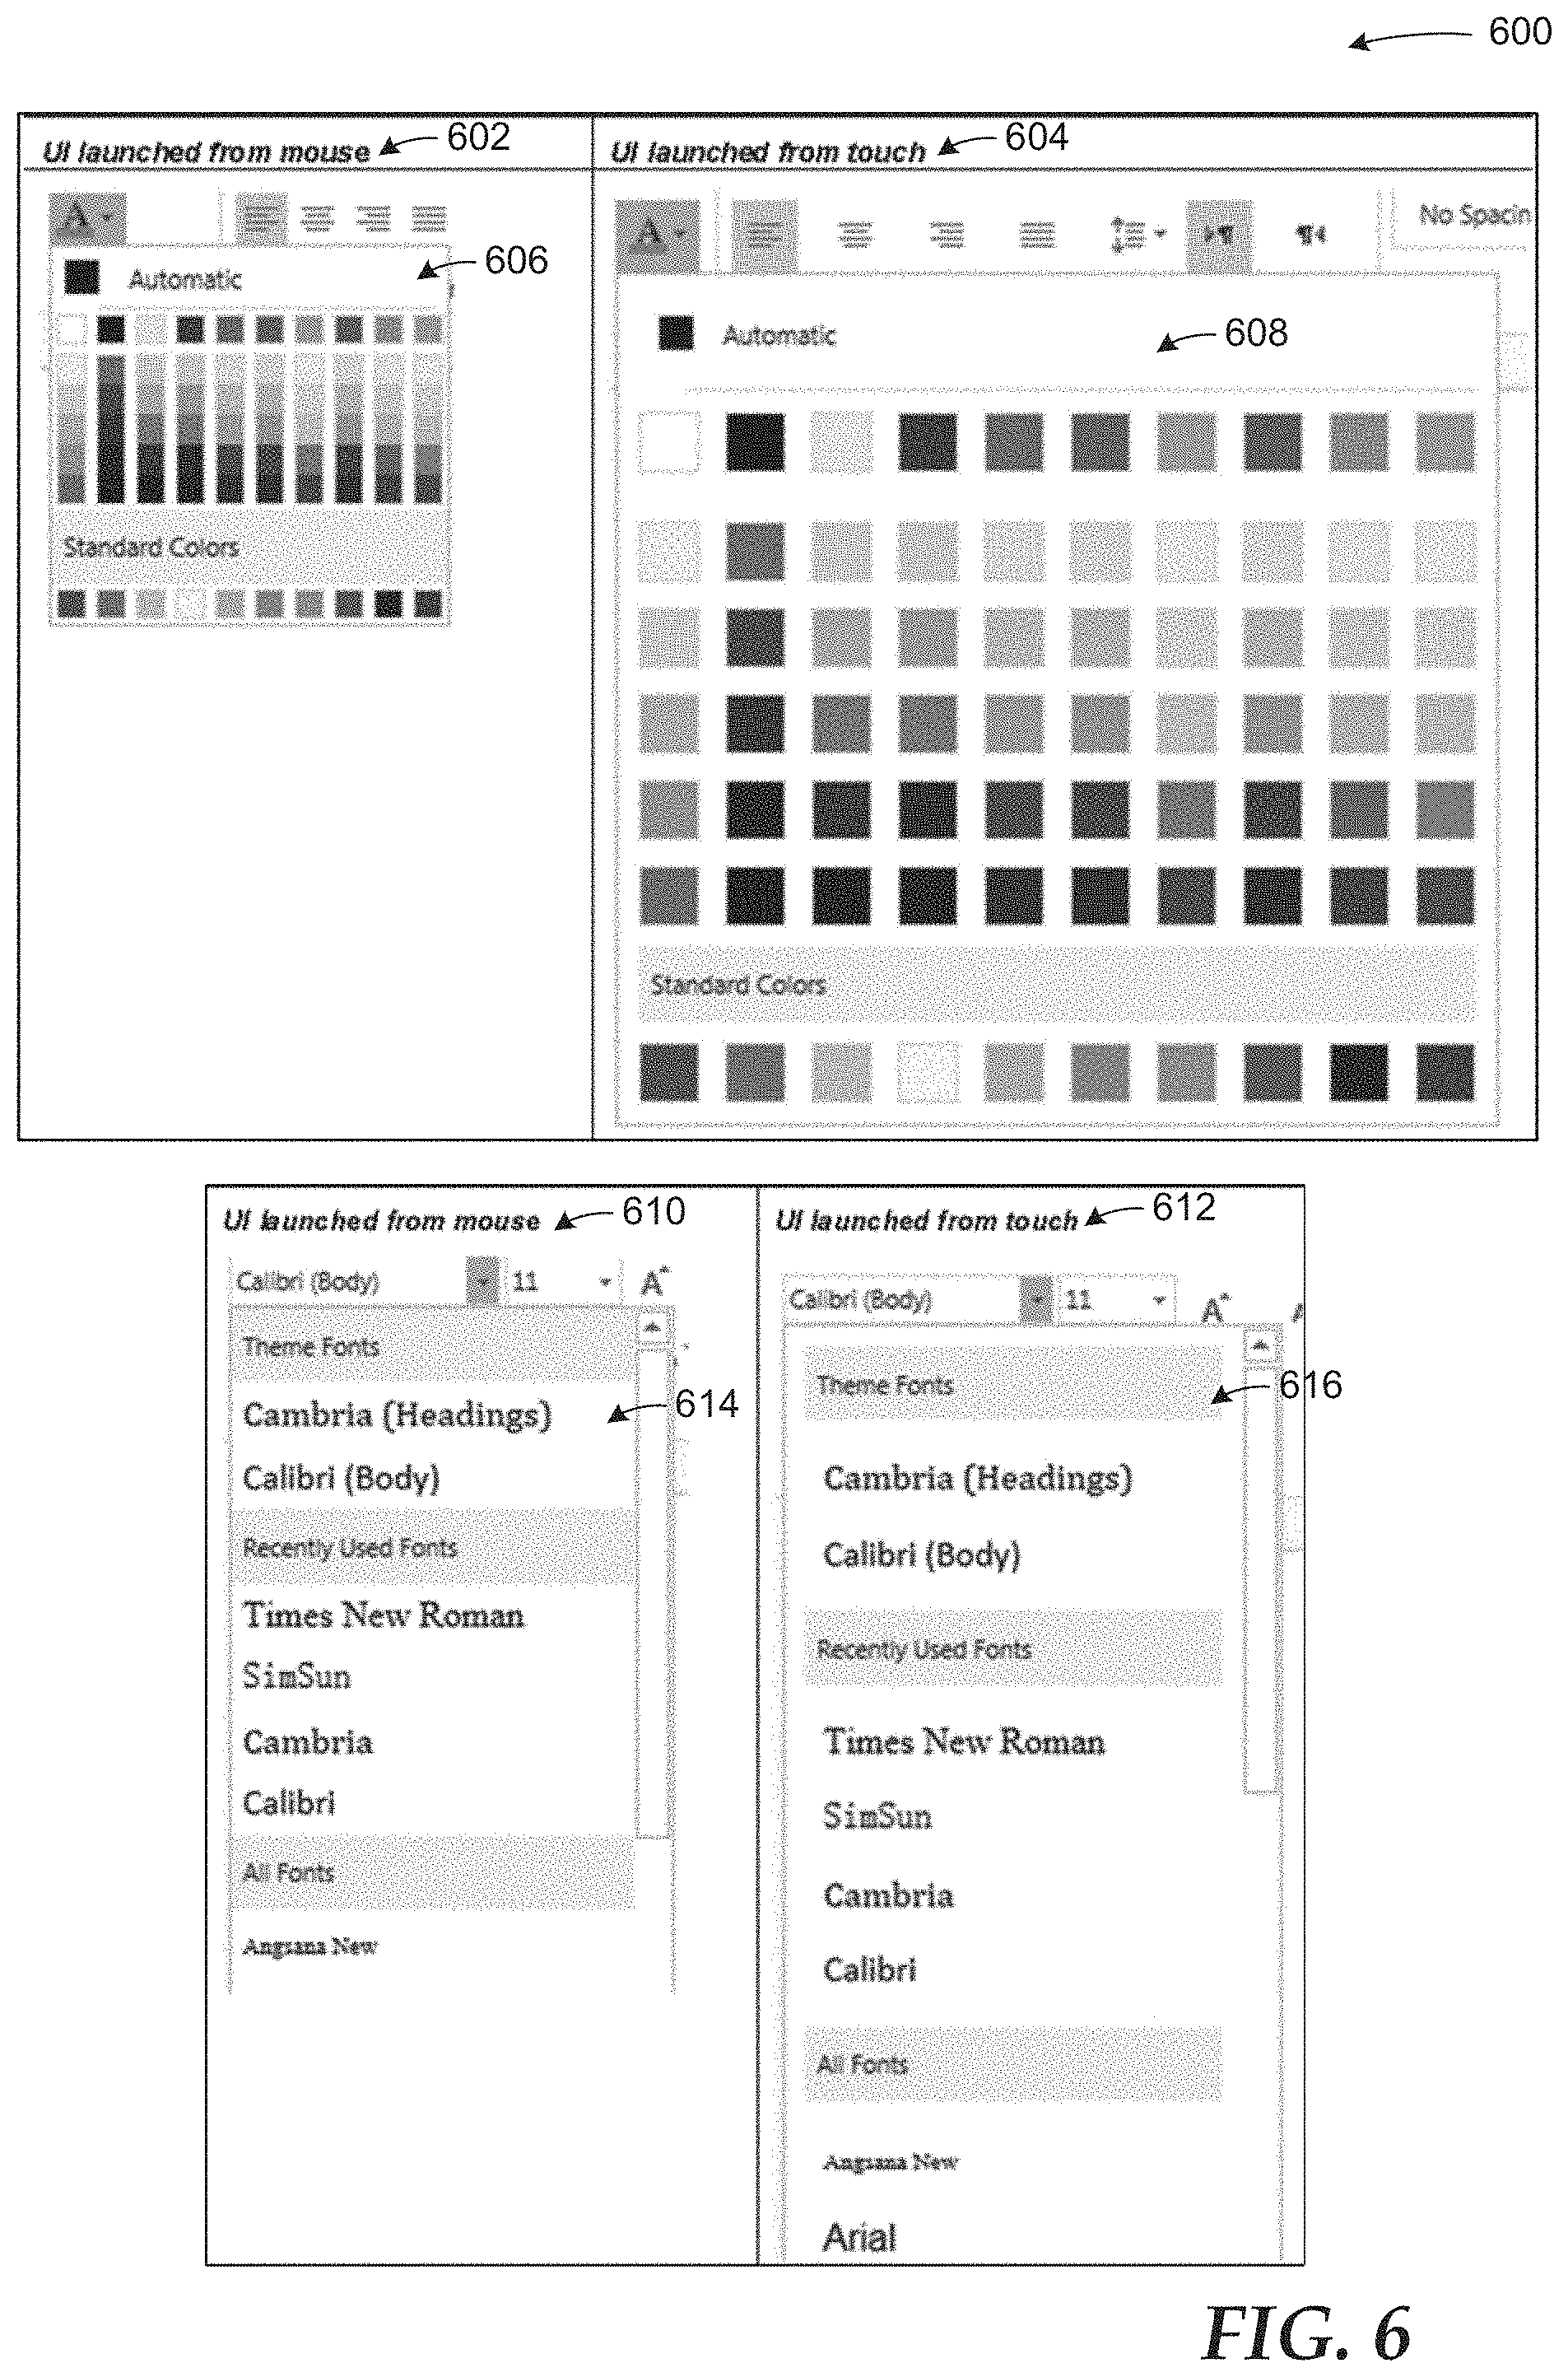 600
UI launched from mouse 602
A
Automatic 606
Standard Colors
UI launched from touch 604
A No Spacin
Automatic 608
Standard Colors
UI launched from mouse 610
Calibri (Body) 11 A
Theme Fonts
Cambria (Headings) 614
Calibri (Body)
Recently Used Fonts
Times New Roman
SimSun
Cambria
Calibri
All Fonts
Angsana New
UI launched from touch 612
Calibri (Body) 11 A A
Theme Fonts 616
Cambria (Headings)
Calibri (Body)
Recently Used Fonts
Times New Roman
SimSun
Cambria
Calibri
All Fonts
Angsana New
Arial
FIG. 6